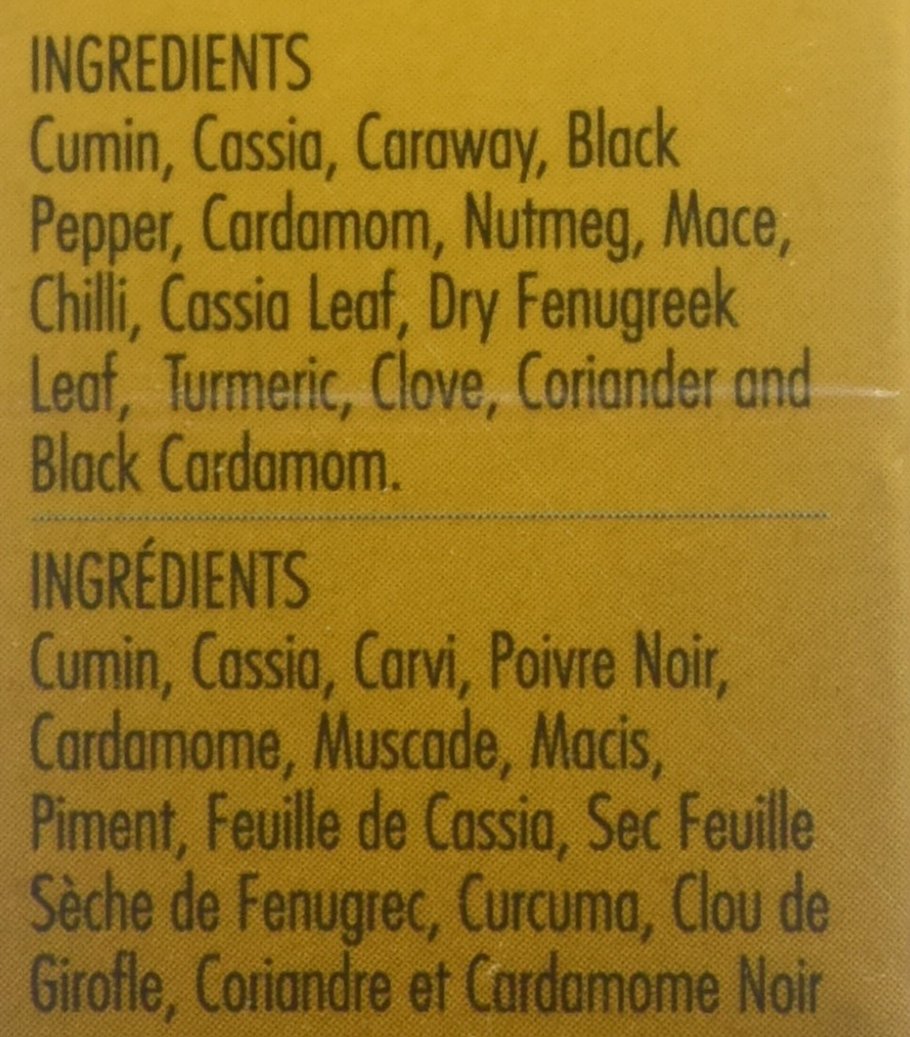 INGREDIENTS
Cumin, Cassia, Caraway, Black
Pepper, Cardamom, Nutmeg, Mace,
Chilli, Cassia Leaf, Dry Fenugreek
Leaf, Turmeric, Clove, Coriander and
Black Cardamom.
INGRÉDIENTS
Cumin, Cassia, Carvi, Poivre Noir,
Cardamome, Muscade, Macis,
Piment, Feuille de Cassia, Sec Feuille
Sèche de Fenugrec, Curcuma, Clou de
Girofle, Coriandre et Cardamome Noir